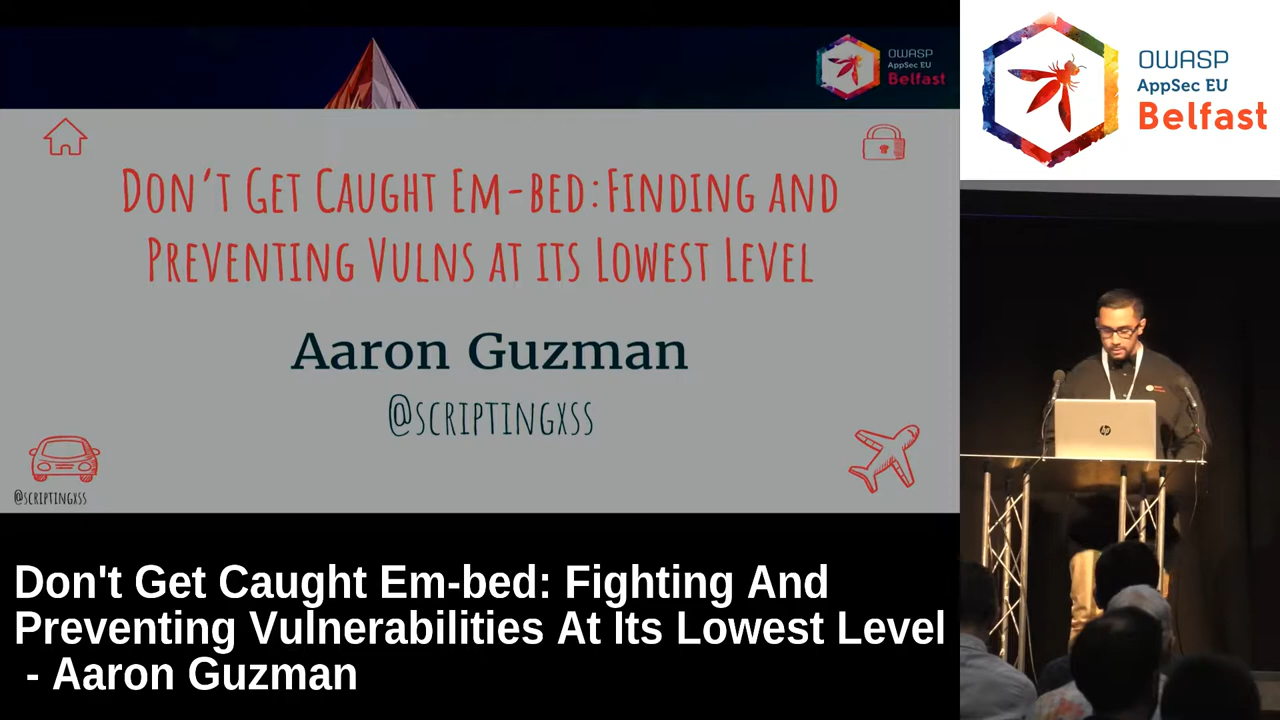 OWASP
AppSec EU
Belfast
DON'T GET CAUGHT EM-BED:FINDING AND
PREVENTING VULNS AT ITS LOWEST LEVEL
Aaron Guzman
@SCRIPTINGXSS
@SCRIPTINGXSS
OWASP
AppSec EU
Belfast
hp
Don't Get Caught Em-bed: Fighting And
Preventing Vulnerabilities At Its Lowest Level
- Aaron Guzman